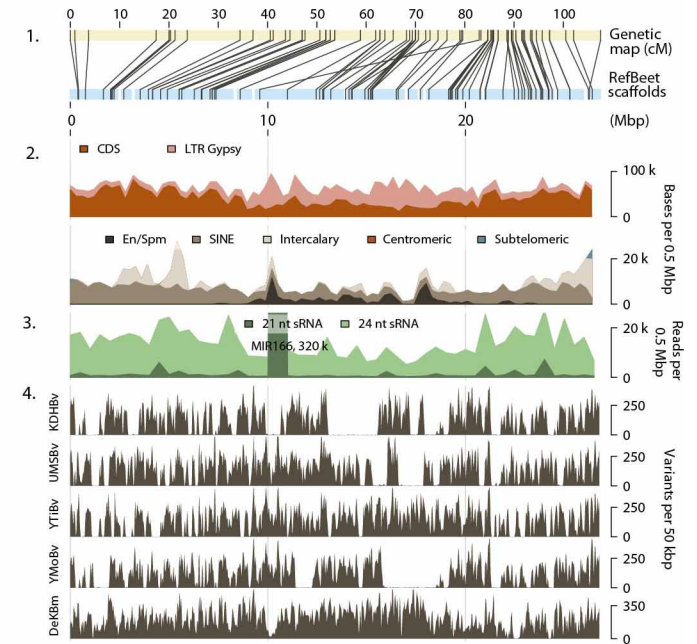 0 10 20 30 40 50 60 70 80 90 100
1.
Genetic
map (cM)
RefBeet
scaffolds
0 10 20 (Mbp)
2.
CDS LTR Gypsy
100 k
0
En/Spm SINE Intercalary Centromeric Subtelomeric
20 k
0
Bases per 0.5 Mbp
3.
21 nt sRNA 24 nt sRNA
MIR166, 320 k
20 k
0
Reads per
0.5 Mbp
4.
KDHBv
250
0
UMSBv
250
0
YTiBv
250
0
YMoBv
250
0
DeKBm
350
0
Variants per 50 kbp